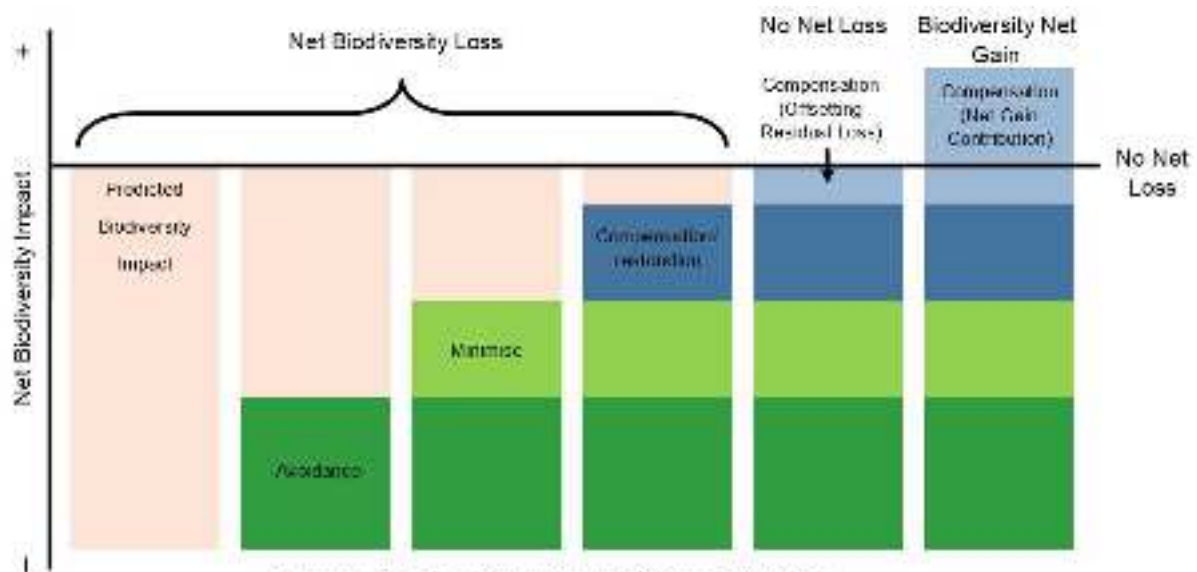 +
Net Biodiversity Loss
No Net Loss
Biodiversity Net
Gain
Compensation
(Offsetting
Residual Loss)
Compensation
(Net Gain
Contribution)
No Net
Loss
Predicted
Biodiversity
Impact
Compensation/
restoration
Minimise
Avoidance
Net Biodiversity Impact